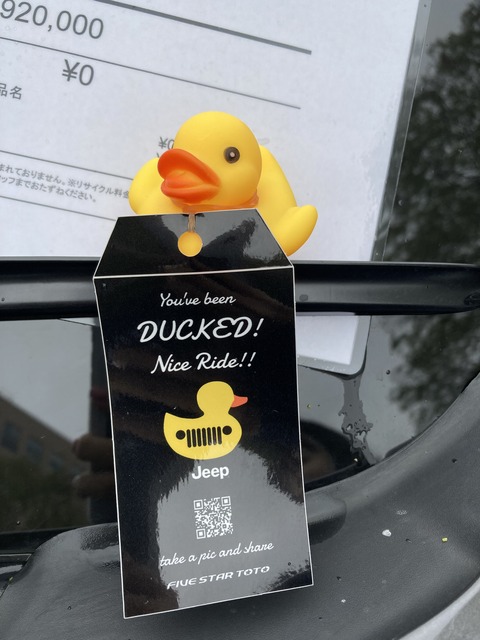 920,000
¥0
品名
You've been
DUCKED!
Nice Ride!!
Jeep
take a pic and share
FIVE STAR TOTO